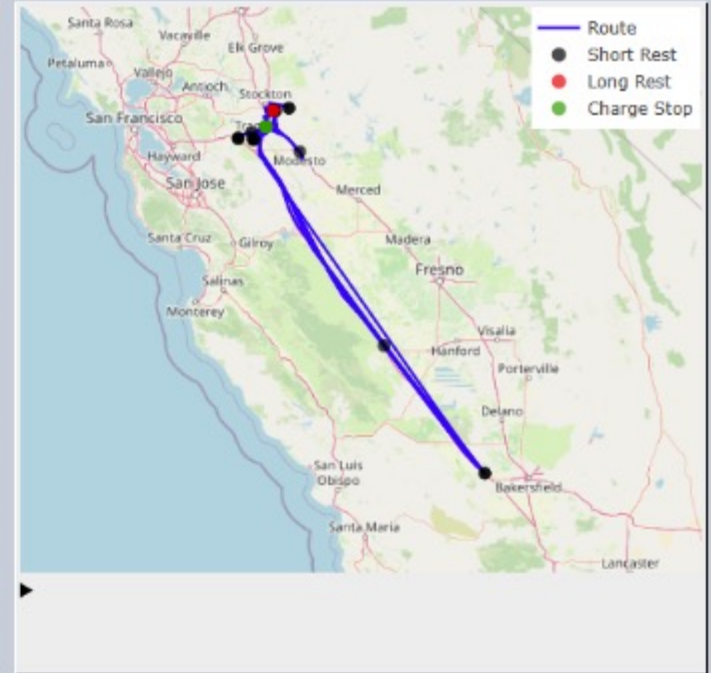 Santa Rosa
Vacaville
Elk Grove
Petaluma
Vallejo
Antioch
Stockton
San Francisco
Hayward
Modesto
San Jose
Merced
Santa Cruz
Gilroy
Madera
Salinas
Fresno
Monterey
Visalia
Hanford
Porterville
Delano
San Luis
Obispo
Bakersfield
Santa Maria
Lancaster
Route
Short Rest
Long Rest
Charge Stop